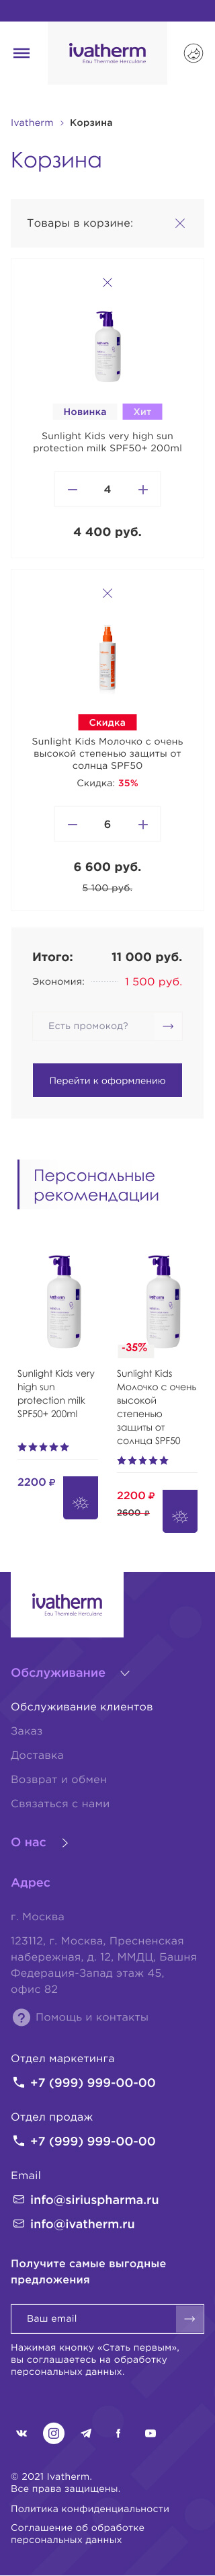 ivatherm
Eau Thermale Herculane
Ivatherm > Корзина
Корзина
Товары в корзине:
Новинка Хит
Sunlight Kids very high sun
protection milk SPF50+ 200ml
4
4 400 руб.
Скидка
Sunlight Kids Молочко с очень
высокой степенью защиты от
солнца SPF50
Скидка: 35%
6
6 600 руб.
5 100 руб.
Итого: 11 000 руб.
Экономия: 1 500 руб.
Есть промокод?
Перейти к оформлению
Персональные
рекомендации
Sunlight Kids very
high sun
protection milk
SPF50+ 200ml
2200 ₽
-35%
Sunlight Kids
Молочко с очень
высокой
степенью
защиты от
солнца SPF50
2200 ₽
2600 ₽
ivatherm
Eau Thermale Herculane
Обслуживание
Обслуживание клиентов
Заказ
Доставка
Возврат и обмен
Связаться с нами
О нас
Адрес
г. Москва
123112, г. Москва, Пресненская
набережная, д. 12, ММДЦ, Башня
Федерация-Запад этаж 45,
офис 82
Помощь и контакты
Отдел маркетинга
+7 (999) 999-00-00
Отдел продаж
+7 (999) 999-00-00
Email
info@siriuspharma.ru
info@ivatherm.ru
Получите самые выгодные
предложения
Ваш email
Нажимая кнопку «Стать первым»,
вы соглашаетесь на обработку
персональных данных.
© 2021 Ivatherm.
Все права защищены.
Политика конфиденциальности
Соглашение об обработке
персональных данных